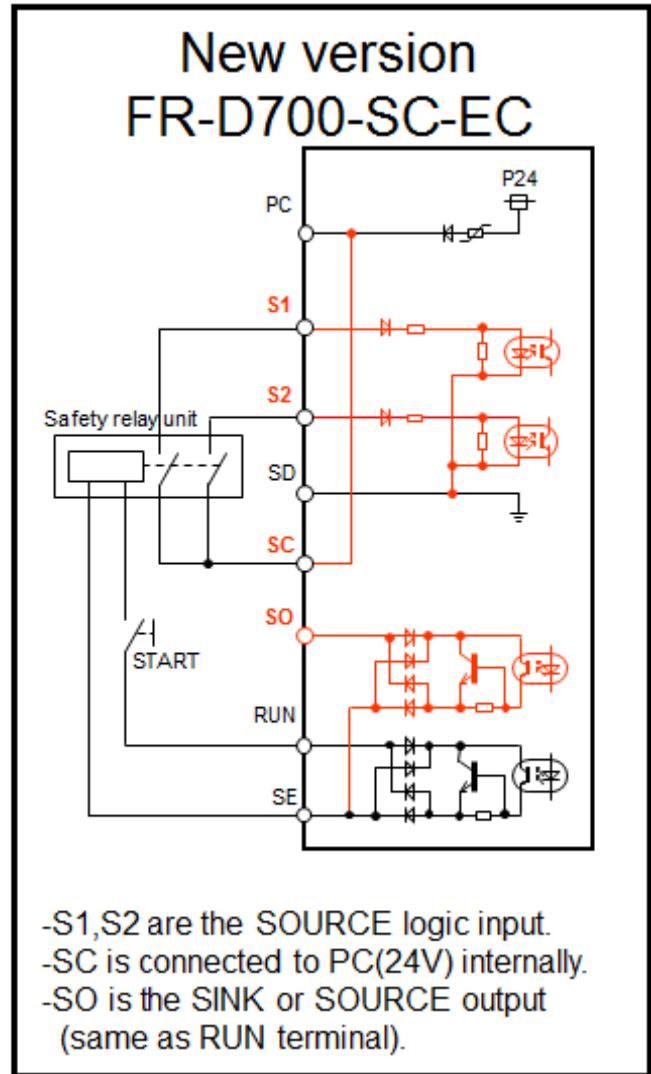 New version
FR-D700-SC-EC
P24
PC
S1
S2
Safety relay unit
SD
SC
SO
START
RUN
SE
-S1,S2 are the SOURCE logic input.
-SC is connected to PC(24V) internally.
-SO is the SINK or SOURCE output
(same as RUN terminal).